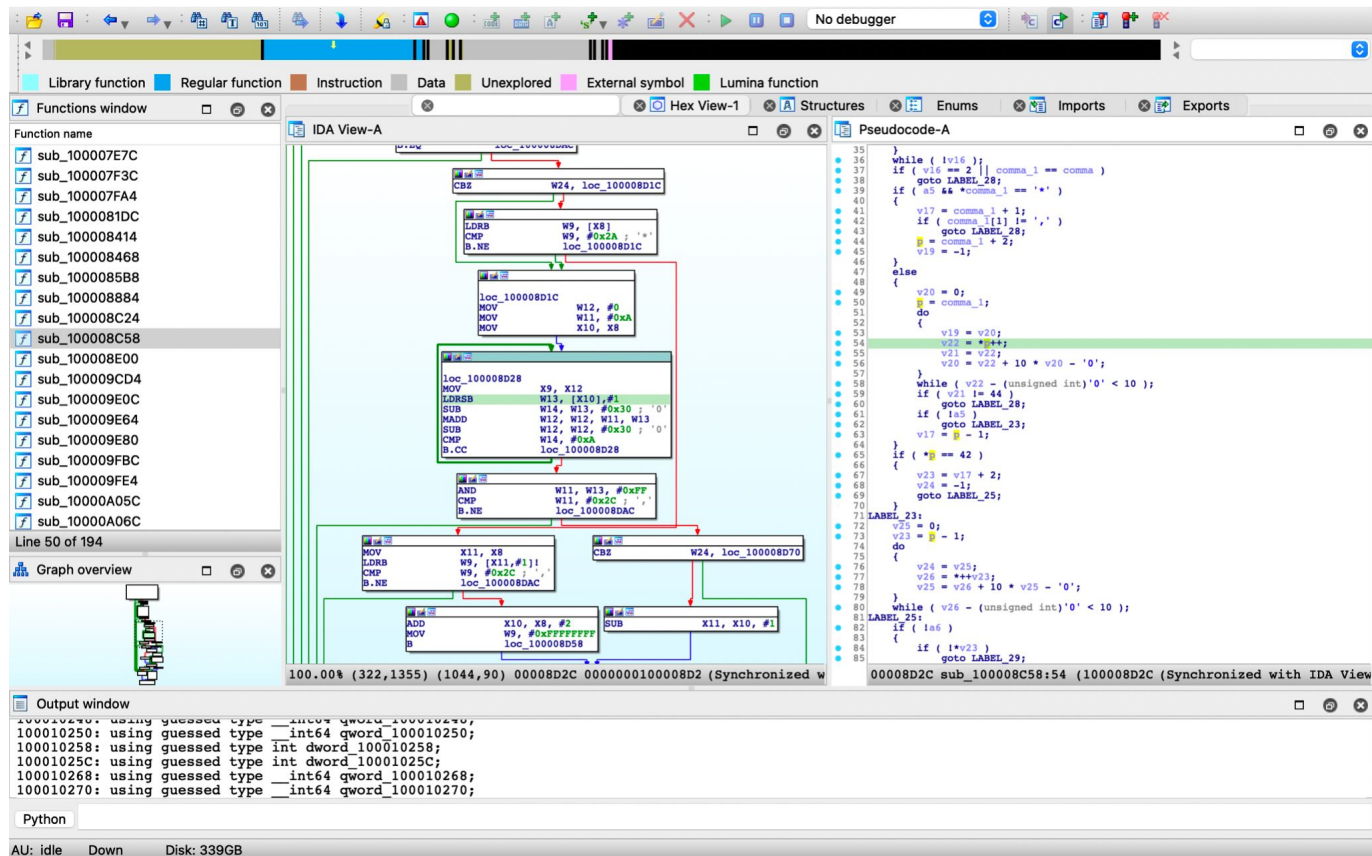 No debugger
Library function Regular function Instruction Data Unexplored External symbol Lumina function
Functions window
Hex View-1 Structures Enums Imports Exports
Function name
sub_100007E7C
sub_100007F3C
sub_100007FA4
sub_1000081DC
sub_100008414
sub_100008468
sub_1000085B8
sub_100008884
sub_100008C24
sub_100008C58
sub_100008E00
sub_100009CD4
sub_100009E0C
sub_100009E64
sub_100009E80
sub_100009FBC
sub_100009FE4
sub_10000A05C
sub_10000A06C
Line 50 of 194
Graph overview
IDA View-A
CBZ W24, loc_100008D1C
LDRB W9, [X8]
CMP W9, #0x2A ; '*'
B.NE loc_100008D1C
loc_100008D1C
MOV W12, #0
MOV W11, #0xA
MOV X10, X8
loc_100008D28
MOV X9, X12
LDRSB W13, [X10],#1
SUB W14, W13, #0x30 ; '0'
MADD W12, W12, W11, W13
SUB W12, W12, #0x30 ; '0'
CMP W14, #0xA
B.CC loc_100008D28
AND W11, W13, #0xFF
CMP W11, #0x2C ; ','
B.NE loc_100008DAC
MOV X11, X8
LDRB W9, [X11,#1]!
CMP W9, #0x2C ; ','
B.NE loc_100008DAC
CBZ W24, loc_100008D70
ADD X10, X8, #2
MOV W9, #0xFFFFFFFF
B loc_100008D58
SUB X11, X10, #1
100.00% (322,1355) (1044,90) 00008D2C 0000000100008D2 (Synchronized w
Pseudocode-A
35 }
36 while ( !v16 );
37 if ( v16 == 2 || comma_1 == comma )
38 goto LABEL_28;
39 if ( a5 && *comma_1 == '*' )
40 {
41 v17 = comma_1 + 1;
42 if ( comma_1[1] != ',' )
43 goto LABEL_28;
44 p = comma_1 + 2;
45 v19 = -1;
46 }
47 else
48 {
49 v20 = 0;
50 p = comma_1;
51 do
52 {
53 v19 = v20;
54 v22 = *p++;
55 v21 = v22;
56 v20 = v22 + 10 * v20 - '0';
57 }
58 while ( v22 - (unsigned int)'0' < 10 );
59 if ( v21 != 44 )
60 goto LABEL_28;
61 if ( !a5 )
62 goto LABEL_23;
63 v17 = p - 1;
64 }
65 if ( *p == 42 )
66 {
67 v23 = v17 + 2;
68 v24 = -1;
69 goto LABEL_25;
70 }
71 LABEL_23:
72 v25 = 0;
73 v23 = p - 1;
74 do
75 {
76 v24 = v25;
77 v26 = *++v23;
78 v25 = v26 + 10 * v25 - '0';
79 }
80 while ( v26 - (unsigned int)'0' < 10 );
81 LABEL_25:
82 if ( !a6 )
83 {
84 if ( !*v23 )
85 goto LABEL_29;
00008D2C sub_100008C58:54 (100008D2C (Synchronized with IDA View
Output window
100010248: using guessed type __int64 qword_100010248;
100010250: using guessed type __int64 qword_100010250;
100010258: using guessed type int dword_100010258;
10001025C: using guessed type int dword_10001025C;
100010268: using guessed type __int64 qword_100010268;
100010270: using guessed type __int64 qword_100010270;
Python
AU: idle Down Disk: 339GB